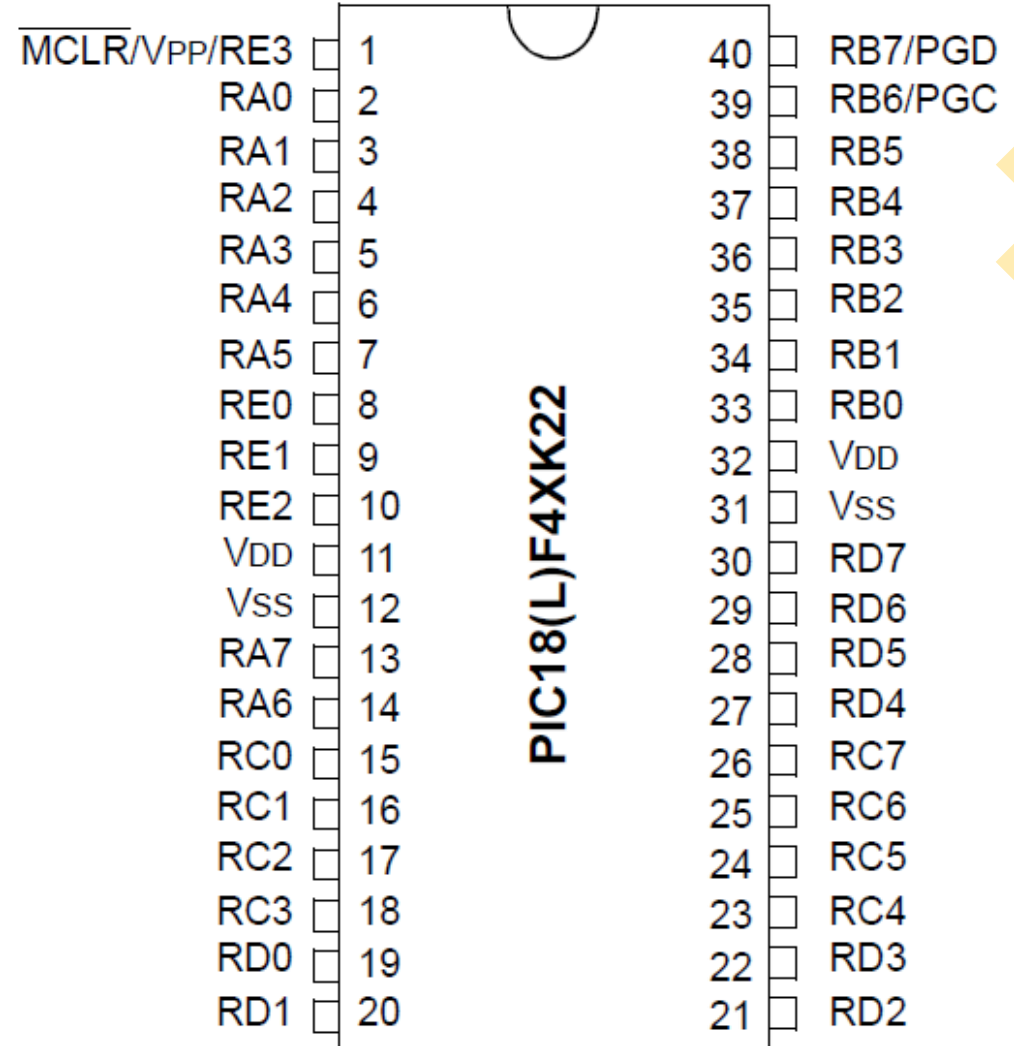 MCLR/VPP/RE3 1 40 RB7/PGD
RA0 2 39 RB6/PGC
RA1 3 38 RB5
RA2 4 37 RB4
RA3 5 36 RB3
RA4 6 35 RB2
RA5 7 34 RB1
RE0 8 33 RB0
RE1 9 32 VDD
RE2 10 31 VSS
VDD 11 30 RD7
VSS 12 29 RD6
RA7 13 28 RD5
RA6 14 27 RD4
RC0 15 26 RC7
RC1 16 25 RC6
RC2 17 24 RC5
RC3 18 23 RC4
RD0 19 22 RD3
RD1 20 21 RD2
PIC18(L)F4XK22